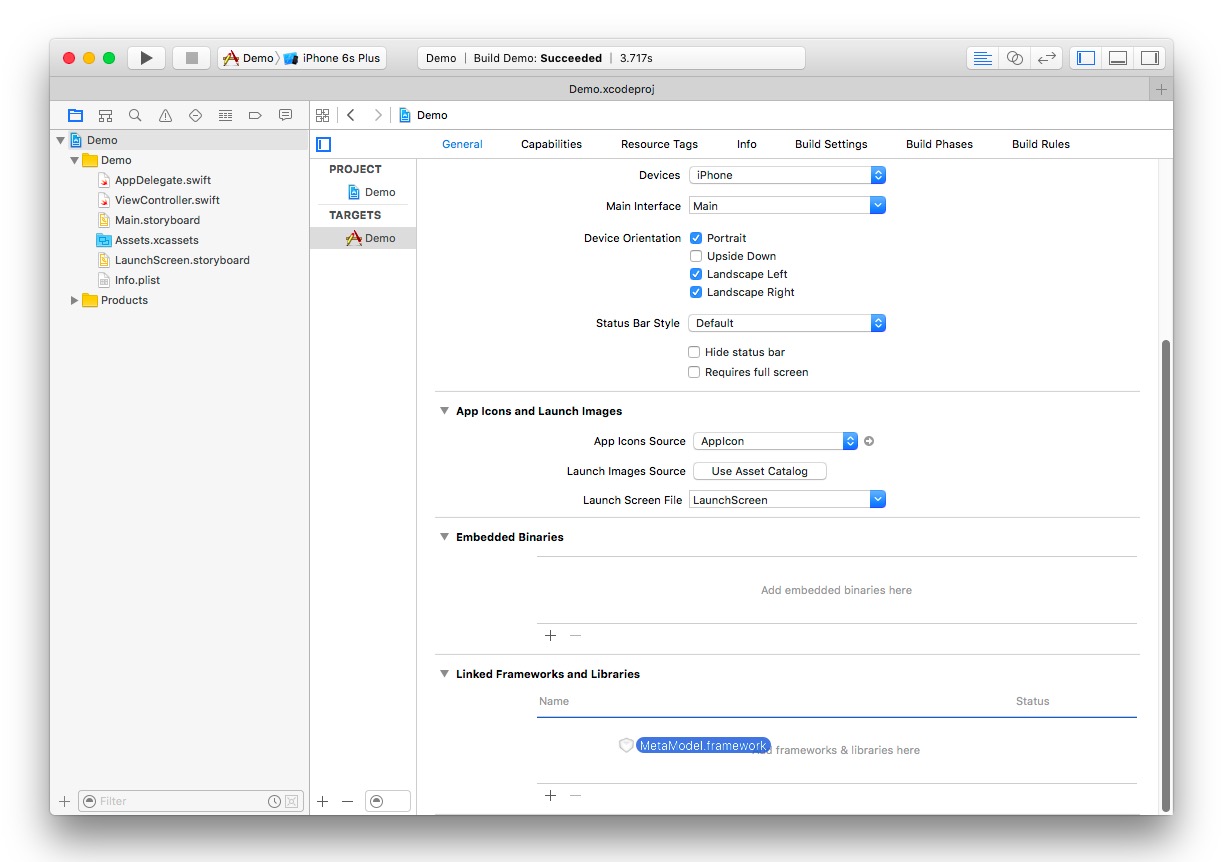 Demo iPhone 6s Plus Demo | Build Demo: Succeeded | 3.717s
Demo.xcodeproj
Demo
Demo
Demo
AppDelegate.swift
ViewController.swift
Main.storyboard
Assets.xcassets
LaunchScreen.storyboard
Info.plist
Products
Filter
General Capabilities Resource Tags Info Build Settings Build Phases Build Rules
PROJECT
Demo
TARGETS
Demo
Devices iPhone
Main Interface Main
Device Orientation Portrait
Upside Down
Landscape Left
Landscape Right
Status Bar Style Default
Hide status bar
Requires full screen
App Icons and Launch Images
App Icons Source AppIcon
Launch Images Source Use Asset Catalog
Launch Screen File LaunchScreen
Embedded Binaries
Add embedded binaries here
Linked Frameworks and Libraries
Name Status
MetaModel.framework frameworks & libraries here